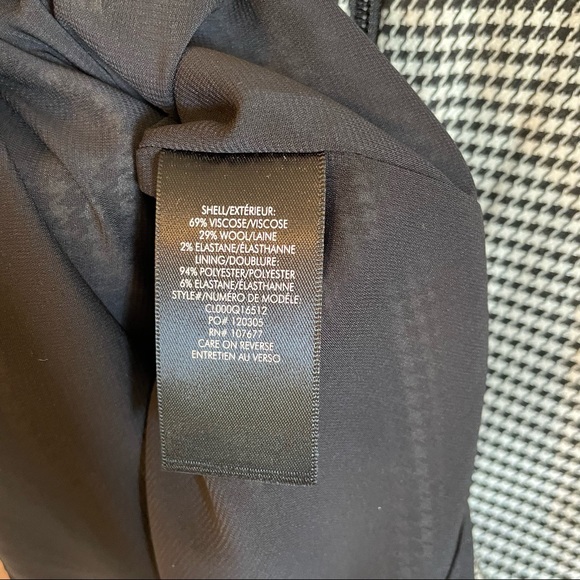 SHELL/EXTÉRIEUR:
69% VISCOSE/VISCOSE
29% WOOL/LAINE
2% ELASTANE/ÉLASTHANNE
LINING/DOUBLURE:
94% POLYESTER/POLYESTER
6% ELASTANE/ÉLASTHANNE
STYLE#/NUMÉRO DE MODÈLE:
CL000Q16512
PO# 120305
RN# 107677
CARE ON REVERSE
ENTRETIEN AU VERSO